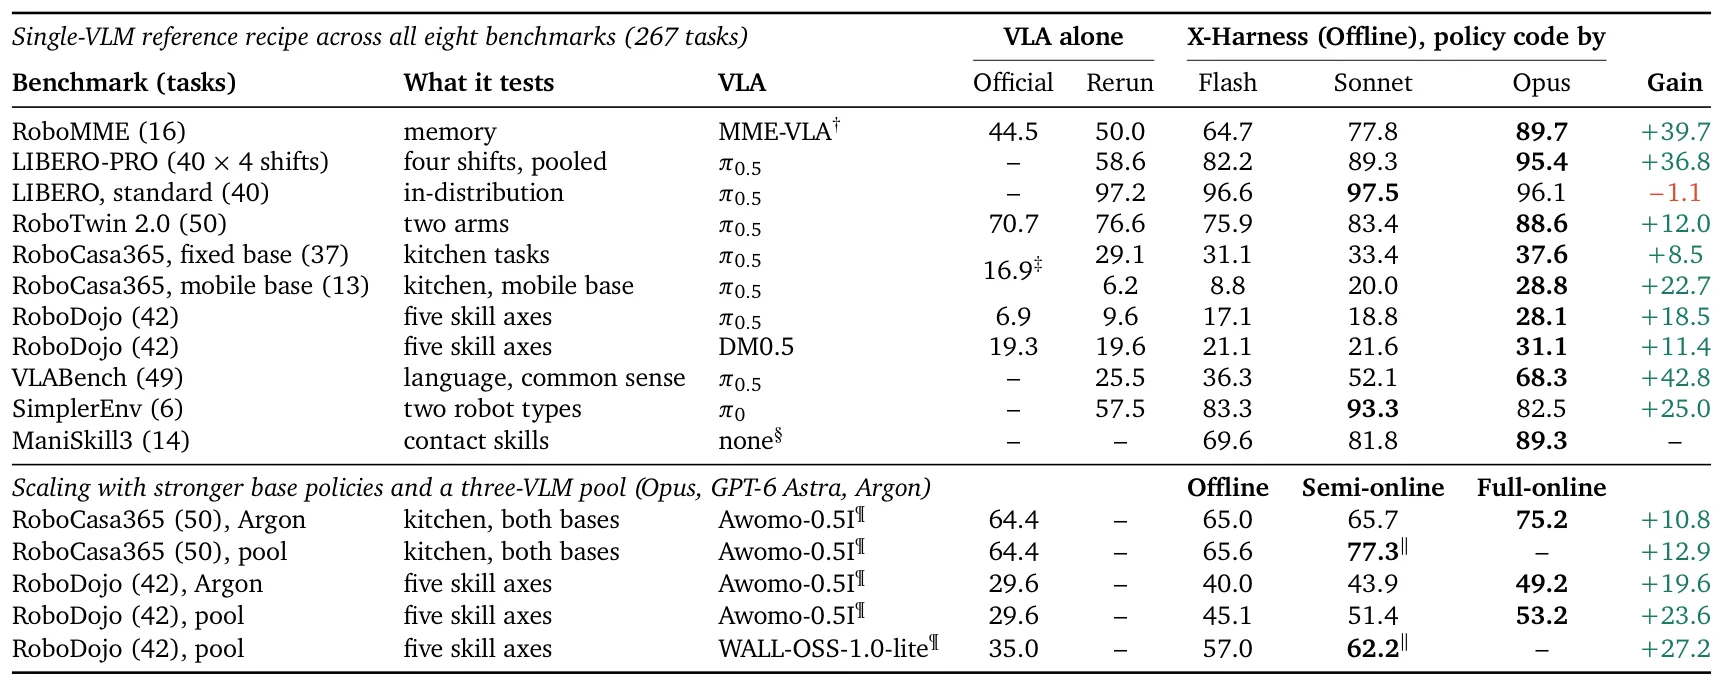 Single-VLM reference recipe across all eight benchmarks (267 tasks) VLA alone X-Harness (Offline), policy code by
Benchmark (tasks) What it tests VLA Official Rerun Flash Sonnet Opus Gain
RoboMME (16) memory MME-VLA† 44.5 50.0 64.7 77.8 89.7 +39.7
LIBERO-PRO (40 × 4 shifts) four shifts, pooled π0.5 – 58.6 82.2 89.3 95.4 +36.8
LIBERO, standard (40) in-distribution π0.5 – 97.2 96.6 97.5 96.1 −1.1
RoboTwin 2.0 (50) two arms π0.5 70.7 76.6 75.9 83.4 88.6 +12.0
RoboCasa365, fixed base (37) kitchen tasks π0.5 16.9‡ 29.1 31.1 33.4 37.6 +8.5
RoboCasa365, mobile base (13) kitchen, mobile base π0.5 6.2 8.8 20.0 28.8 +22.7
RoboDojo (42) five skill axes π0.5 6.9 9.6 17.1 18.8 28.1 +18.5
RoboDojo (42) five skill axes DM0.5 19.3 19.6 21.1 21.6 31.1 +11.4
VLABench (49) language, common sense π0.5 – 25.5 36.3 52.1 68.3 +42.8
SimplerEnv (6) two robot types π0 – 57.5 83.3 93.3 82.5 +25.0
ManiSkill3 (14) contact skills none§ – – 69.6 81.8 89.3 –
Scaling with stronger base policies and a three-VLM pool (Opus, GPT-6 Astra, Argon) Offline Semi-online Full-online
RoboCasa365 (50), Argon kitchen, both bases Awomo-0.5I¶ 64.4 – 65.0 65.7 75.2 +10.8
RoboCasa365 (50), pool kitchen, both bases Awomo-0.5I¶ 64.4 – 65.6 77.3∥ – +12.9
RoboDojo (42), Argon five skill axes Awomo-0.5I¶ 29.6 – 40.0 43.9 49.2 +19.6
RoboDojo (42), pool five skill axes Awomo-0.5I¶ 29.6 – 45.1 51.4 53.2 +23.6
RoboDojo (42), pool five skill axes WALL-OSS-1.0-lite¶ 35.0 – 57.0 62.2∥ – +27.2